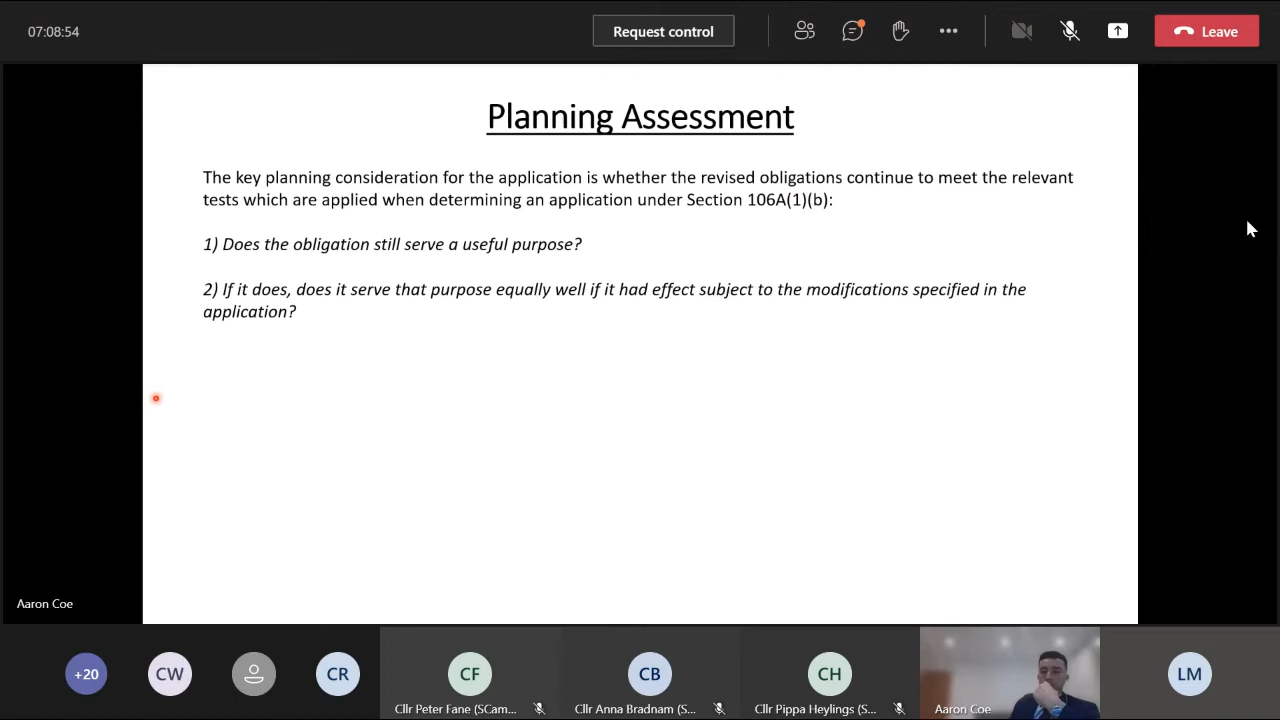 07:08:54
Request control
Leave
Planning Assessment
The key planning consideration for the application is whether the revised obligations continue to meet the relevant
tests which are applied when determining an application under Section 106A(1)(b):
1) Does the obligation still serve a useful purpose?
2) If it does, does it serve that purpose equally well if it had effect subject to the modifications specified in the
application?
Aaron Coe
+20
CW
CR
CF
Cllr Peter Fane (SCam...
CB
Cllr Anna Bradnam (S...
CH
Cllr Pippa Heylings (S...
Aaron Coe
LM